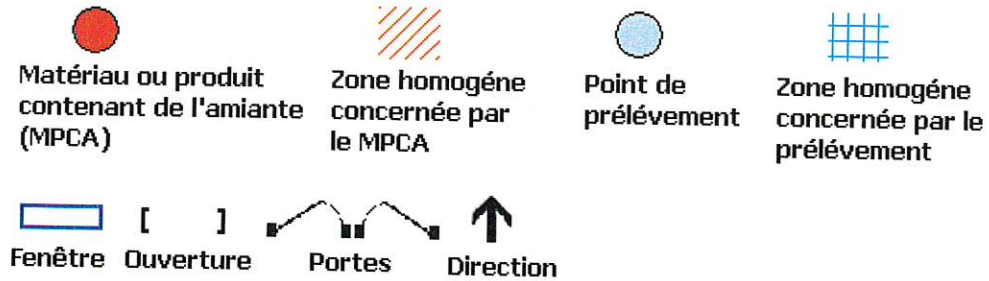 Matériau ou produit
contenant de l'amiante
(MPCA)
Zone homogéne
concernée par
le MPCA
Point de
prélévement
Zone homogéne
concernée par le
prélévement
[ ]
Fenêtre
Ouverture
Portes
Direction